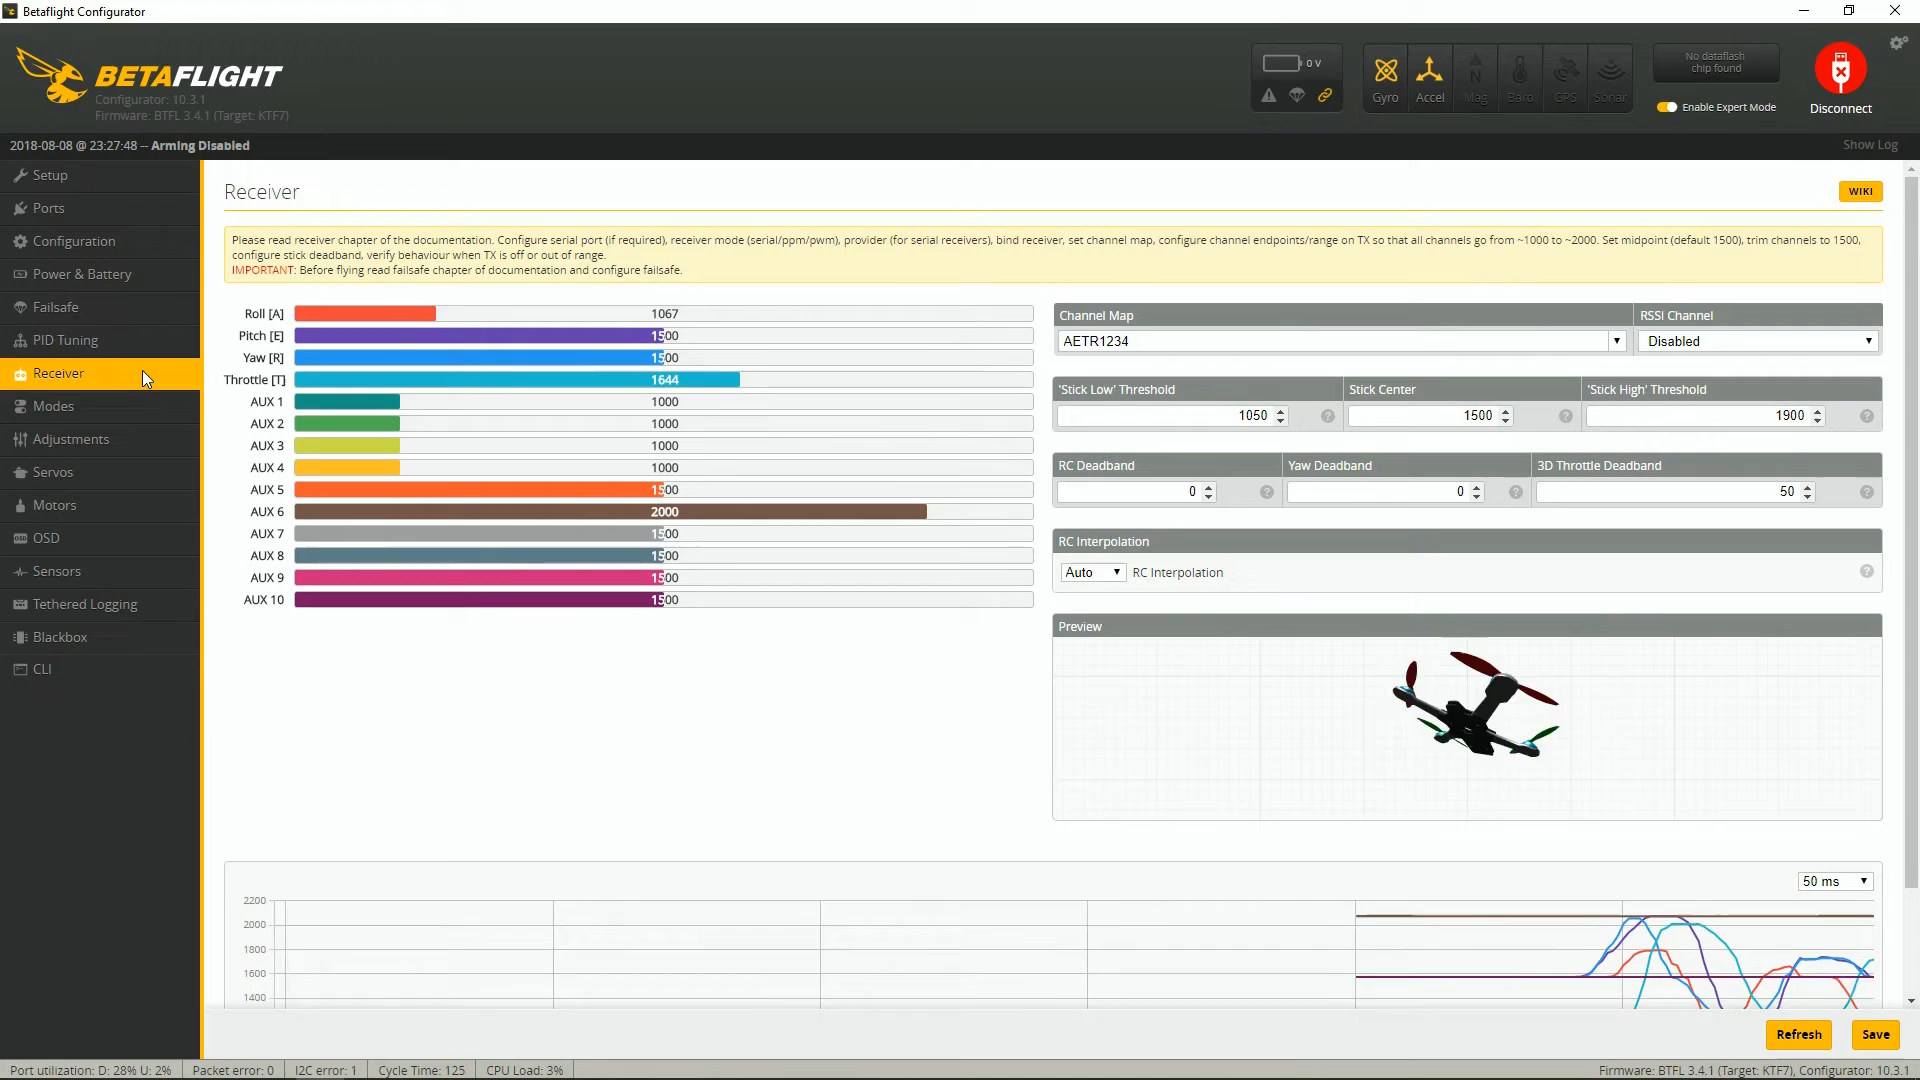 Betaflight Configurator
BETAFLIGHT
Configurator: 10.3.1
Firmware: BTFL 3.4.1 (Target: KTF7)
0 V
Gyro Accel Mag Baro GPS Sonar
No dataflash
chip found
Enable Expert Mode
Disconnect
2018-08-08 @ 23:27:48 -- Arming Disabled
Show Log
Setup
Ports
Configuration
Power & Battery
Failsafe
PID Tuning
Receiver
Modes
Adjustments
Servos
Motors
OSD
Sensors
Tethered Logging
Blackbox
CLI
Receiver
WIKI
Please read receiver chapter of the documentation. Configure serial port (if required), receiver mode (serial/ppm/pwm), provider (for serial receivers), bind receiver, set channel map, configure channel endpoints/range on TX so that all channels go from ~1000 to ~2000. Set midpoint (default 1500), trim channels to 1500,
configure stick deadband, verify behaviour when TX is off or out of range.
IMPORTANT: Before flying read failsafe chapter of documentation and configure failsafe.
Roll [A] 1067
Pitch [E] 1500
Yaw [R] 1500
Throttle [T] 1644
AUX 1 1000
AUX 2 1000
AUX 3 1000
AUX 4 1000
AUX 5 1500
AUX 6 2000
AUX 7 1500
AUX 8 1500
AUX 9 1500
AUX 10 1500
Channel Map RSSI Channel
AETR1234 Disabled
'Stick Low' Threshold Stick Center 'Stick High' Threshold
1050 1500 1900
RC Deadband Yaw Deadband 3D Throttle Deadband
0 0 50
RC Interpolation
Auto RC Interpolation
Preview
50 ms
2200
2000
1800
1600
1400
Refresh Save
Port utilization: D: 28% U: 2% Packet error: 0 I2C error: 1 Cycle Time: 125 CPU Load: 3% Firmware: BTFL 3.4.1 (Target: KTF7), Configurator: 10.3.1